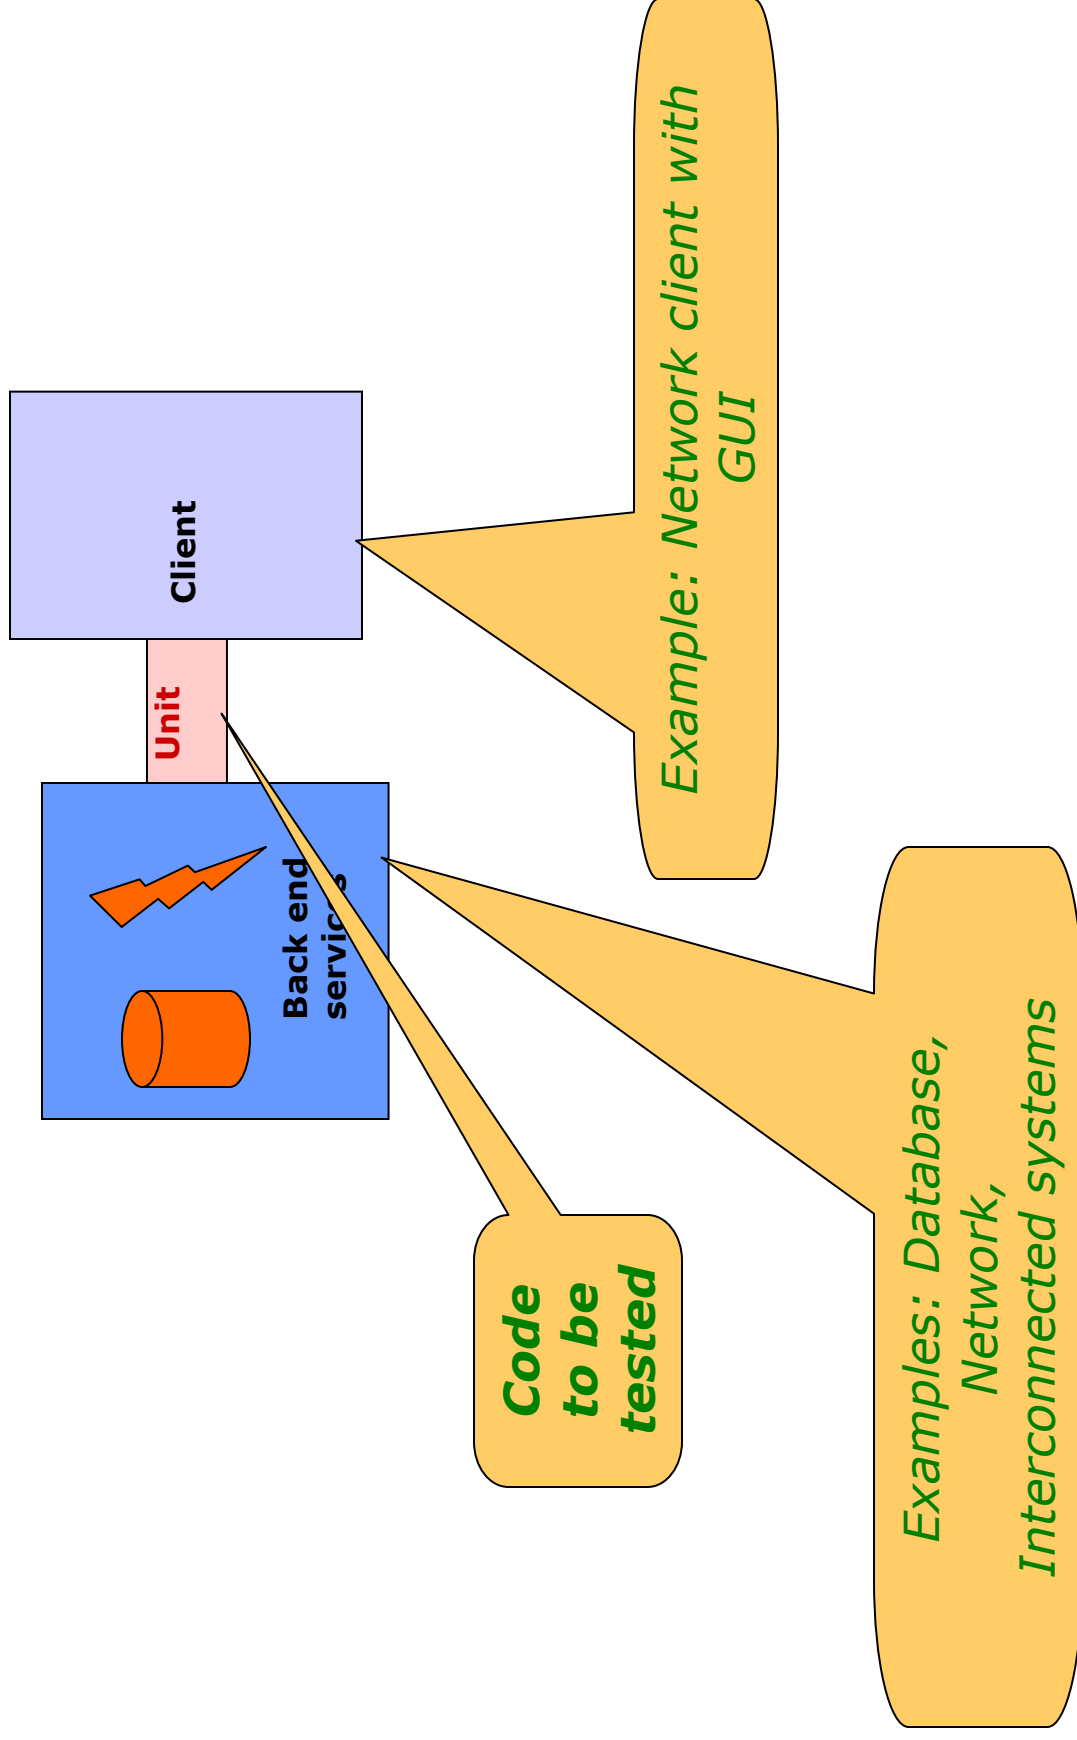 Back end
services
Unit
Client
Code
to be
tested
Example: Network client with
GUI
Examples: Database,
Network,
Interconnected systems